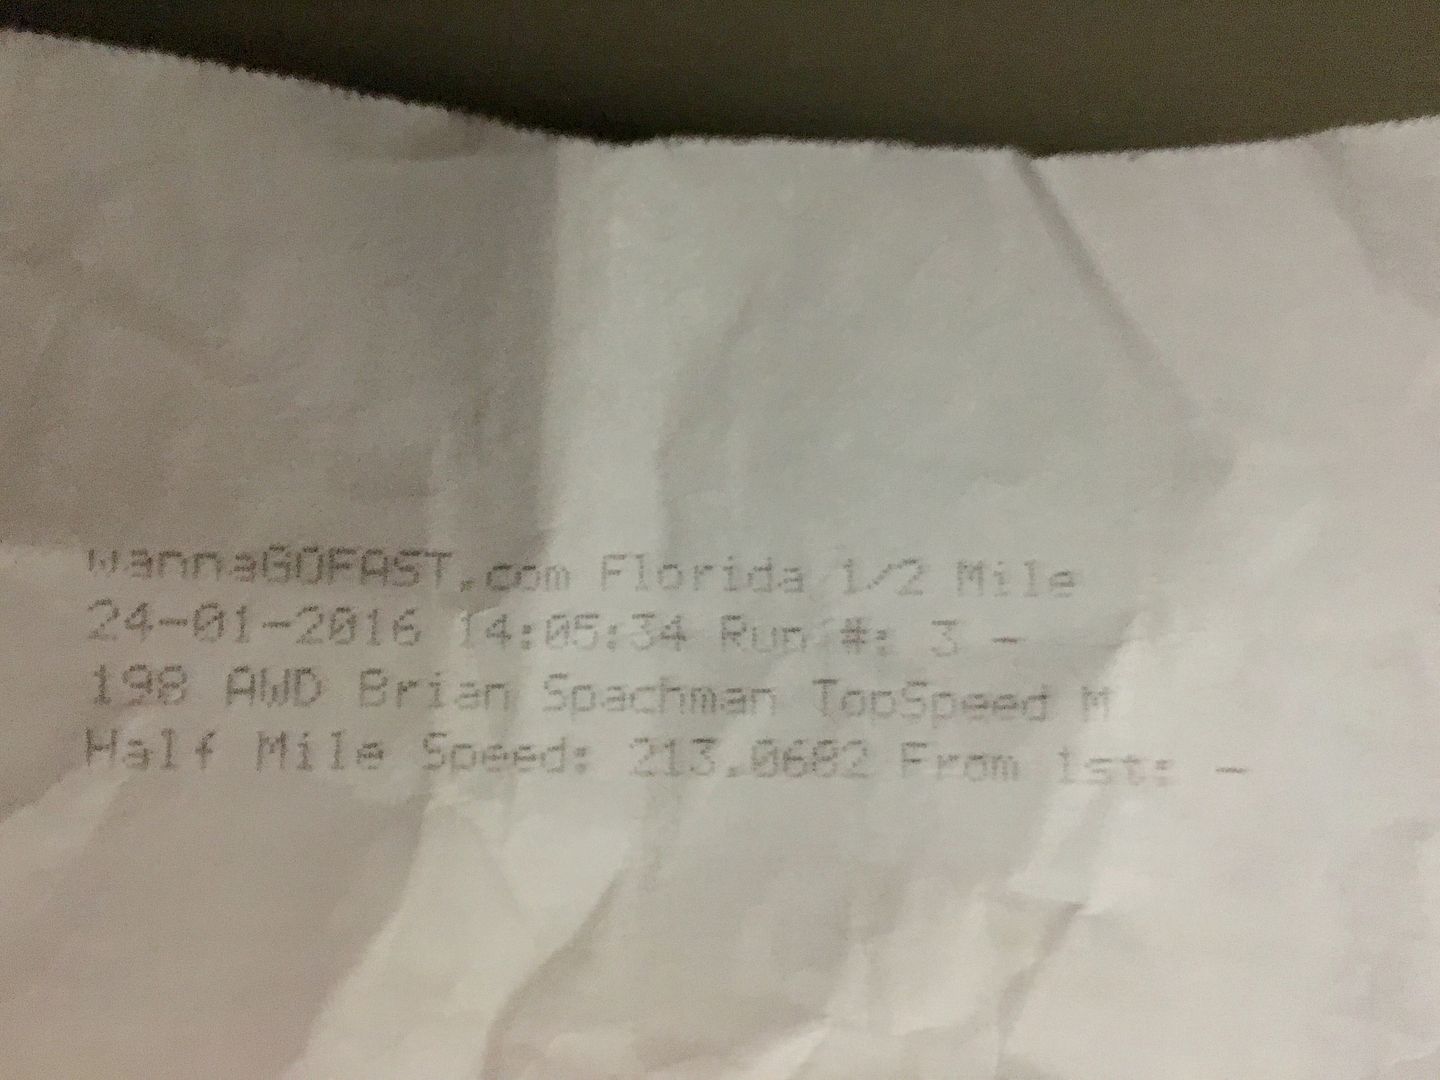 wannaGOFAST.com Florida 1/2 Mile
24-01-2016 14:05:34 Run #: 3 -
198 AWD Brian Spachman TopSpeed M
Half Mile Speed: 213.0682 From 1st: -